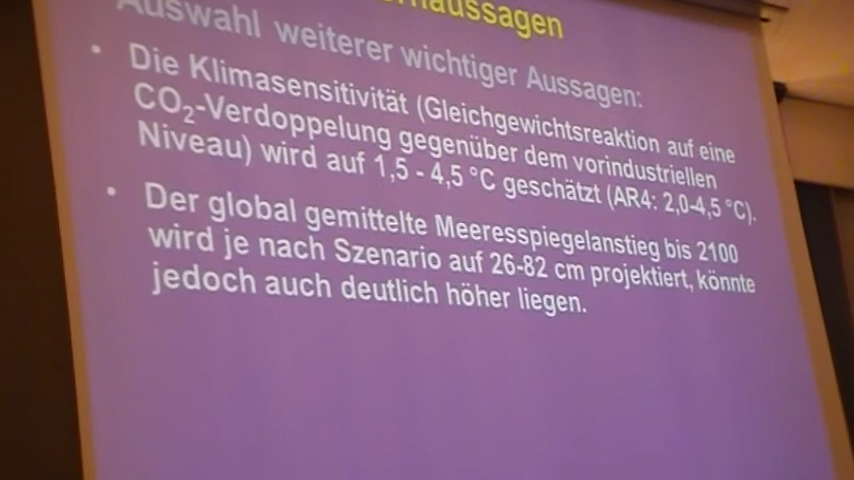 Auswahl weiterer wichtiger Aussagen:
• Die Klimasensitivität (Gleichgewichtsreaktion auf eine
CO₂-Verdoppelung gegenüber dem vorindustriellen
Niveau) wird auf 1,5 - 4,5 °C geschätzt (AR4: 2,0-4,5 °C).
• Der global gemittelte Meeresspiegelanstieg bis 2100
wird je nach Szenario auf 26-82 cm projektiert, könnte
jedoch auch deutlich höher liegen.